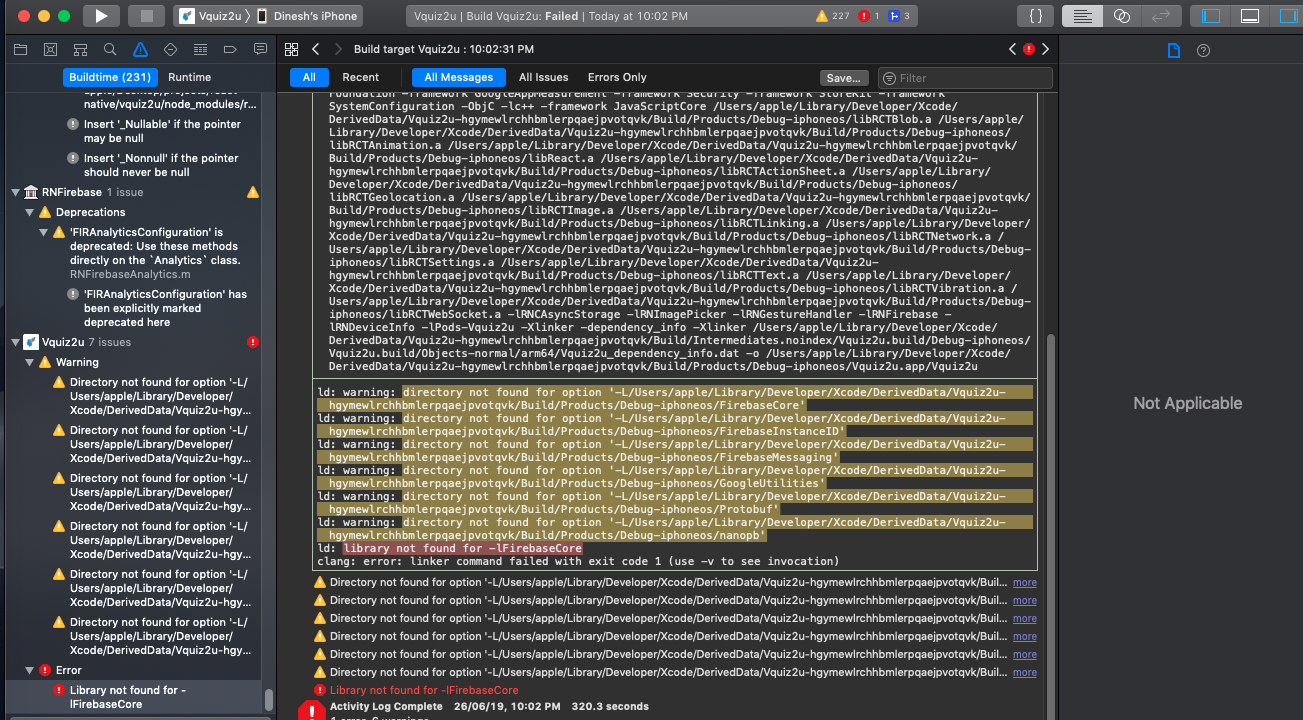 Vquiz2u
Dinesh's iPhone
Vquiz2u | Build Vquiz2u: Failed | Today at 10:02 PM
227
1
3
{ }
Build target Vquiz2u : 10:02:31 PM
Buildtime (231)
Runtime
All
Recent
All Messages
All Issues
Errors Only
Save...
Filter
native/vquiz2u/node_modules/r...
Insert '_Nullable' if the pointer
may be null
Insert '_Nonnull' if the pointer
should never be null
RNFirebase 1 issue
Deprecations
'FIRAnalyticsConfiguration' is
deprecated: Use these methods
directly on the `Analytics` class.
RNFirebaseAnalytics.m
'FIRAnalyticsConfiguration' has
been explicitly marked
deprecated here
Vquiz2u 7 issues
Warning
Directory not found for option '-L/
Users/apple/Library/Developer/
Xcode/DerivedData/Vquiz2u-hgy...
Directory not found for option '-L/
Users/apple/Library/Developer/
Xcode/DerivedData/Vquiz2u-hgy...
Directory not found for option '-L/
Users/apple/Library/Developer/
Xcode/DerivedData/Vquiz2u-hgy...
Directory not found for option '-L/
Users/apple/Library/Developer/
Xcode/DerivedData/Vquiz2u-hgy...
Directory not found for option '-L/
Users/apple/Library/Developer/
Xcode/DerivedData/Vquiz2u-hgy...
Directory not found for option '-L/
Users/apple/Library/Developer/
Xcode/DerivedData/Vquiz2u-hgy...
Error
Library not found for -
lFirebaseCore
Foundation -framework GoogleAppMeasurement -framework Security -framework StoreKit -framework
SystemConfiguration -ObjC -lc++ -framework JavaScriptCore /Users/apple/Library/Developer/Xcode/
DerivedData/Vquiz2u-hgymewlrchhbmlerpqaejpvotqvk/Build/Products/Debug-iphoneos/libRCTBlob.a /Users/apple/
Library/Developer/Xcode/DerivedData/Vquiz2u-hgymewlrchhbmlerpqaejpvotqvk/Build/Products/Debug-iphoneos/
libRCTAnimation.a /Users/apple/Library/Developer/Xcode/DerivedData/Vquiz2u-hgymewlrchhbmlerpqaejpvotqvk/
Build/Products/Debug-iphoneos/libReact.a /Users/apple/Library/Developer/Xcode/DerivedData/Vquiz2u-
hgymewlrchhbmlerpqaejpvotqvk/Build/Products/Debug-iphoneos/libRCTActionSheet.a /Users/apple/Library/
Developer/Xcode/DerivedData/Vquiz2u-hgymewlrchhbmlerpqaejpvotqvk/Build/Products/Debug-iphoneos/
libRCTGeolocation.a /Users/apple/Library/Developer/Xcode/DerivedData/Vquiz2u-hgymewlrchhbmlerpqaejpvotqvk/
Build/Products/Debug-iphoneos/libRCTImage.a /Users/apple/Library/Developer/Xcode/DerivedData/Vquiz2u-
hgymewlrchhbmlerpqaejpvotqvk/Build/Products/Debug-iphoneos/libRCTLinking.a /Users/apple/Library/Developer/
Xcode/DerivedData/Vquiz2u-hgymewlrchhbmlerpqaejpvotqvk/Build/Products/Debug-iphoneos/libRCTNetwork.a /
Users/apple/Library/Developer/Xcode/DerivedData/Vquiz2u-hgymewlrchhbmlerpqaejpvotqvk/Build/Products/Debug-
iphoneos/libRCTSettings.a /Users/apple/Library/Developer/Xcode/DerivedData/Vquiz2u-
hgymewlrchhbmlerpqaejpvotqvk/Build/Products/Debug-iphoneos/libRCTText.a /Users/apple/Library/Developer/
Xcode/DerivedData/Vquiz2u-hgymewlrchhbmlerpqaejpvotqvk/Build/Products/Debug-iphoneos/libRCTVibration.a /
Users/apple/Library/Developer/Xcode/DerivedData/Vquiz2u-hgymewlrchhbmlerpqaejpvotqvk/Build/Products/Debug-
iphoneos/libRCTWebSocket.a -lRNCAsyncStorage -lRNImagePicker -lRNGestureHandler -lRNFirebase -
lRNDeviceInfo -lPods-Vquiz2u -Xlinker -dependency_info -Xlinker /Users/apple/Library/Developer/Xcode/
DerivedData/Vquiz2u-hgymewlrchhbmlerpqaejpvotqvk/Build/Intermediates.noindex/Vquiz2u.build/Debug-iphoneos/
Vquiz2u.build/Objects-normal/arm64/Vquiz2u_dependency_info.dat -o /Users/apple/Library/Developer/Xcode/
DerivedData/Vquiz2u-hgymewlrchhbmlerpqaejpvotqvk/Build/Products/Debug-iphoneos/Vquiz2u.app/Vquiz2u
ld: warning: directory not found for option '-L/Users/apple/Library/Developer/Xcode/DerivedData/Vquiz2u-
hgymewlrchhbmlerpqaejpvotqvk/Build/Products/Debug-iphoneos/FirebaseCore'
ld: warning: directory not found for option '-L/Users/apple/Library/Developer/Xcode/DerivedData/Vquiz2u-
hgymewlrchhbmlerpqaejpvotqvk/Build/Products/Debug-iphoneos/FirebaseInstanceID'
ld: warning: directory not found for option '-L/Users/apple/Library/Developer/Xcode/DerivedData/Vquiz2u-
hgymewlrchhbmlerpqaejpvotqvk/Build/Products/Debug-iphoneos/FirebaseMessaging'
ld: warning: directory not found for option '-L/Users/apple/Library/Developer/Xcode/DerivedData/Vquiz2u-
hgymewlrchhbmlerpqaejpvotqvk/Build/Products/Debug-iphoneos/GoogleUtilities'
ld: warning: directory not found for option '-L/Users/apple/Library/Developer/Xcode/DerivedData/Vquiz2u-
hgymewlrchhbmlerpqaejpvotqvk/Build/Products/Debug-iphoneos/Protobuf'
ld: warning: directory not found for option '-L/Users/apple/Library/Developer/Xcode/DerivedData/Vquiz2u-
hgymewlrchhbmlerpqaejpvotqvk/Build/Products/Debug-iphoneos/nanopb'
ld: library not found for -lFirebaseCore
clang: error: linker command failed with exit code 1 (use -v to see invocation)
Directory not found for option '-L/Users/apple/Library/Developer/Xcode/DerivedData/Vquiz2u-hgymewlrchhbmlerpqaejpvotqvk/Buil... more
Directory not found for option '-L/Users/apple/Library/Developer/Xcode/DerivedData/Vquiz2u-hgymewlrchhbmlerpqaejpvotqvk/Buil... more
Directory not found for option '-L/Users/apple/Library/Developer/Xcode/DerivedData/Vquiz2u-hgymewlrchhbmlerpqaejpvotqvk/Buil... more
Directory not found for option '-L/Users/apple/Library/Developer/Xcode/DerivedData/Vquiz2u-hgymewlrchhbmlerpqaejpvotqvk/Buil... more
Directory not found for option '-L/Users/apple/Library/Developer/Xcode/DerivedData/Vquiz2u-hgymewlrchhbmlerpqaejpvotqvk/Buil... more
Directory not found for option '-L/Users/apple/Library/Developer/Xcode/DerivedData/Vquiz2u-hgymewlrchhbmlerpqaejpvotqvk/Buil... more
Library not found for -lFirebaseCore
Activity Log Complete 26/06/19, 10:02 PM 320.3 seconds
1 error, 6 warnings
Not Applicable